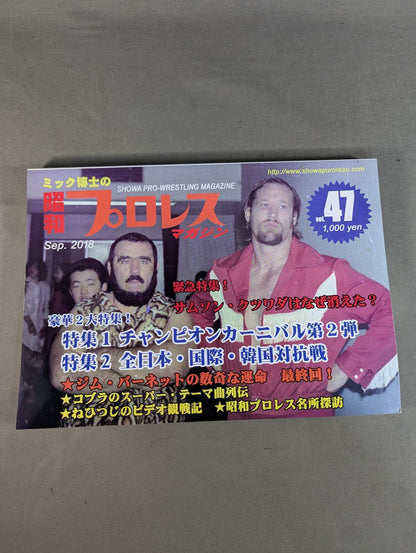 ミック博士の
昭和プロレス
SHOWA PRO-WRESTLING MAGAZINE
マガジン
Sep. 2018
http://www.showapuroresu.com
vol.47
1,000 yen
緊急特集!
サムソン・クツワダはなぜ消えた?
豪華2大特集!
特集1 チャンピオンカーニバル第2弾
特集2 全日本・国際・韓国対抗戦
★ジム・バーネットの数奇な運命 最終回!
★コブラのスーパー・テーマ曲列伝
★ねひつじのビデオ観戦記 ★昭和プロレス名所探訪